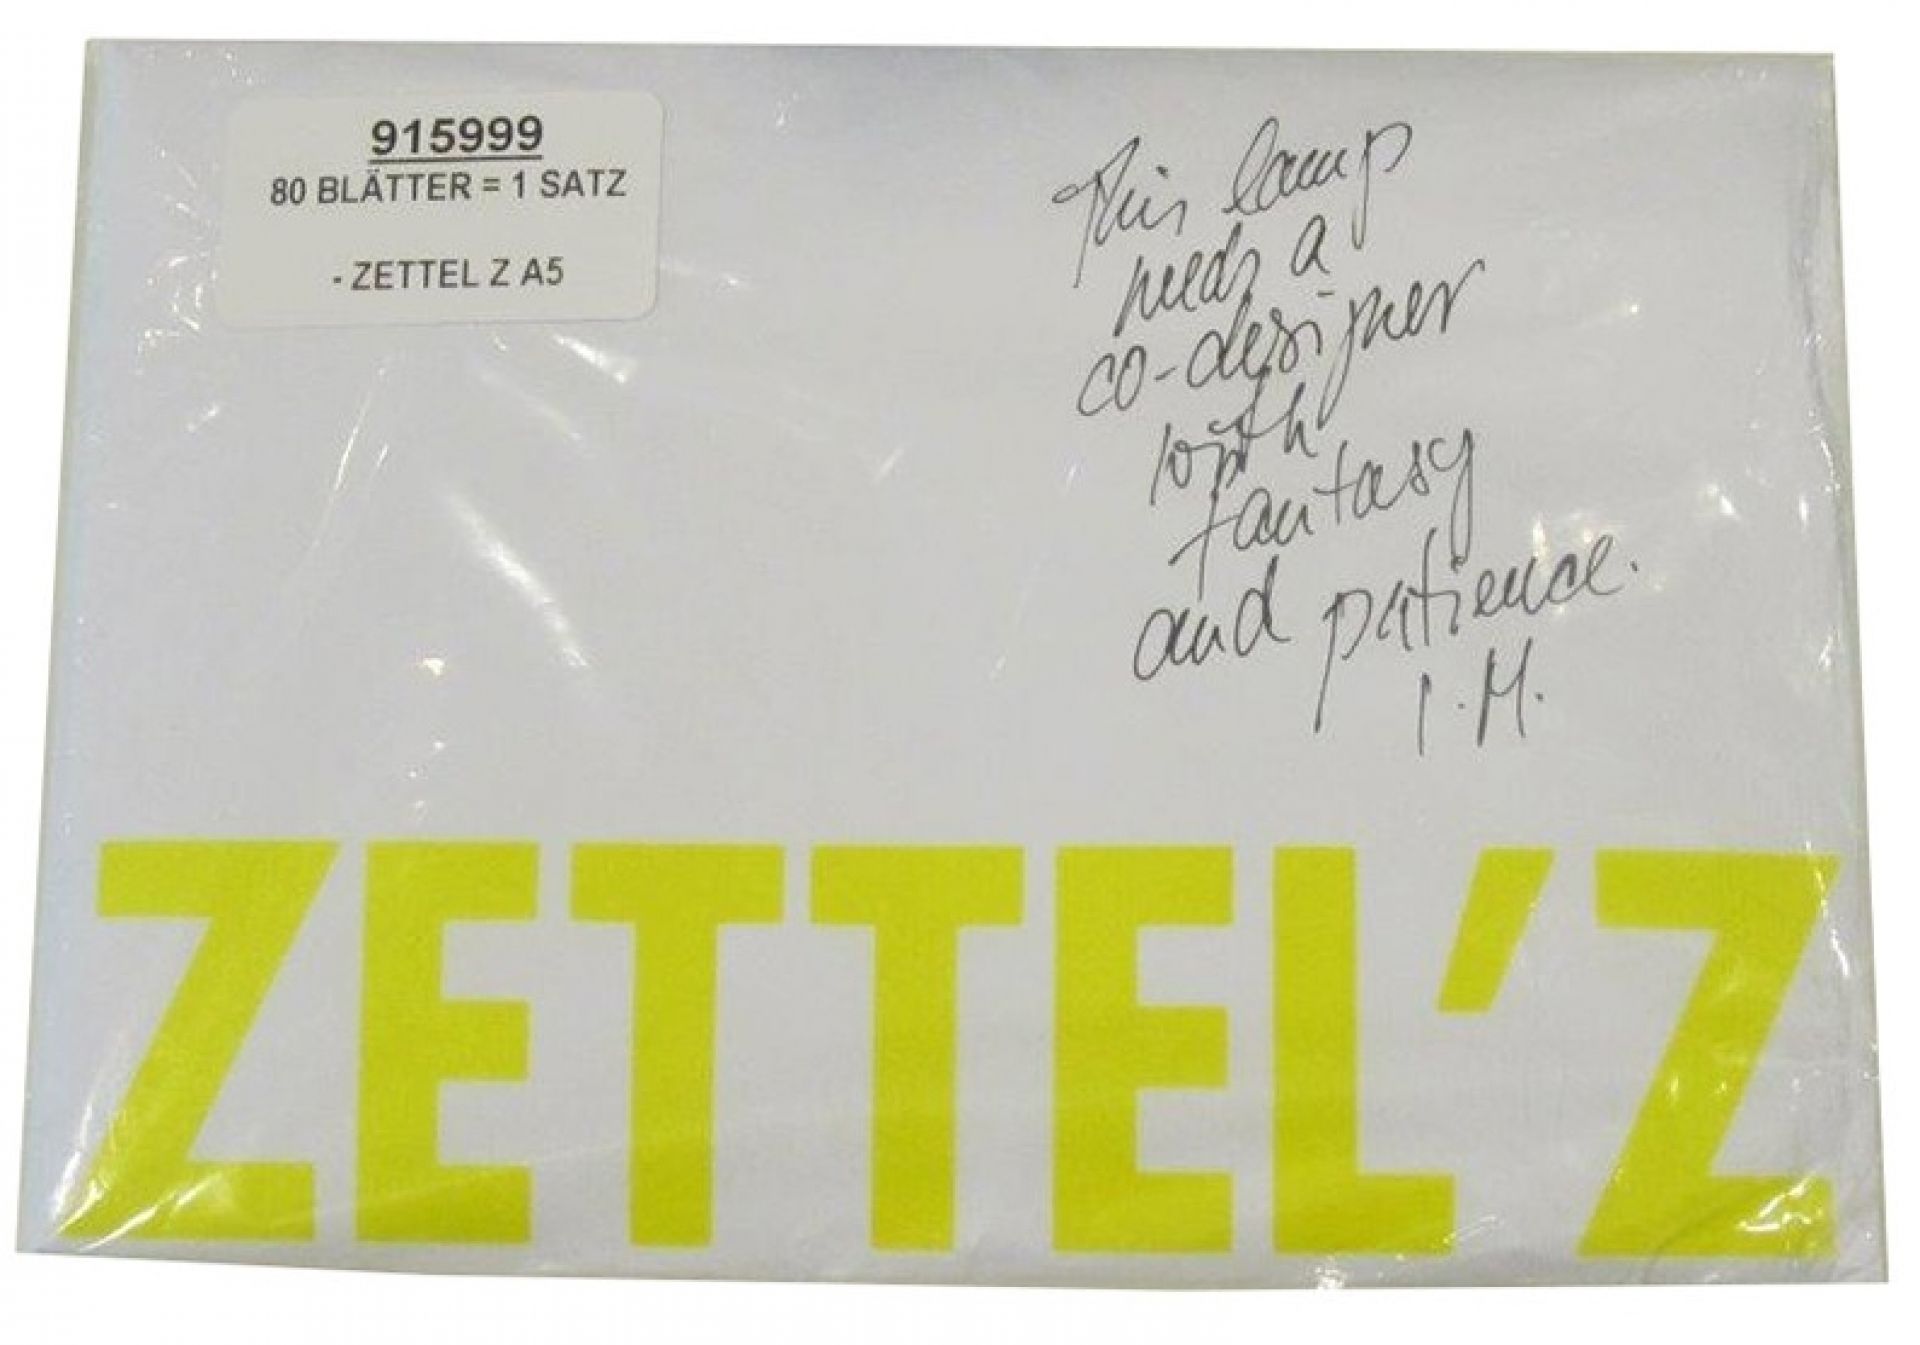 915999
80 BLÄTTER = 1 SATZ
- ZETTEL Z A5
This lamp
needs a
co-designer
with
fantasy
and patience.
I.M.
ZETTEL'Z